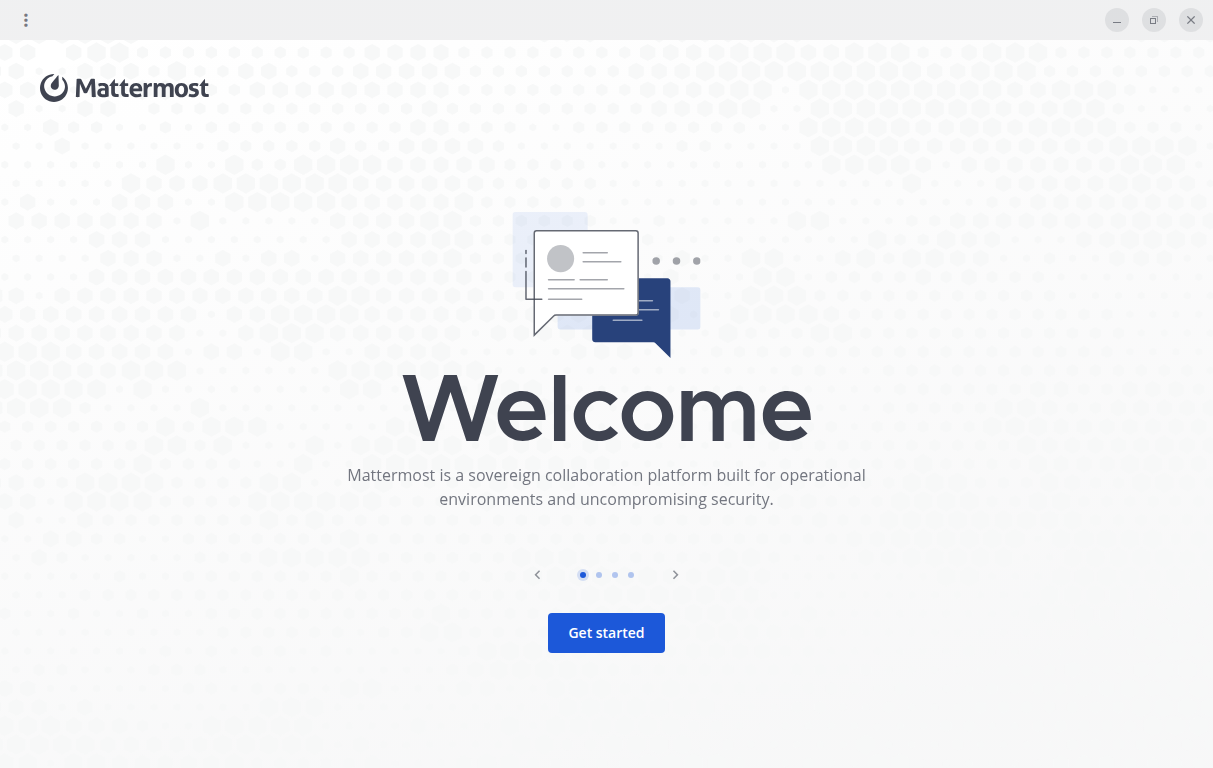 Mattermost
Welcome
Mattermost is a sovereign collaboration platform built for operational
environments and uncompromising security.
Get started